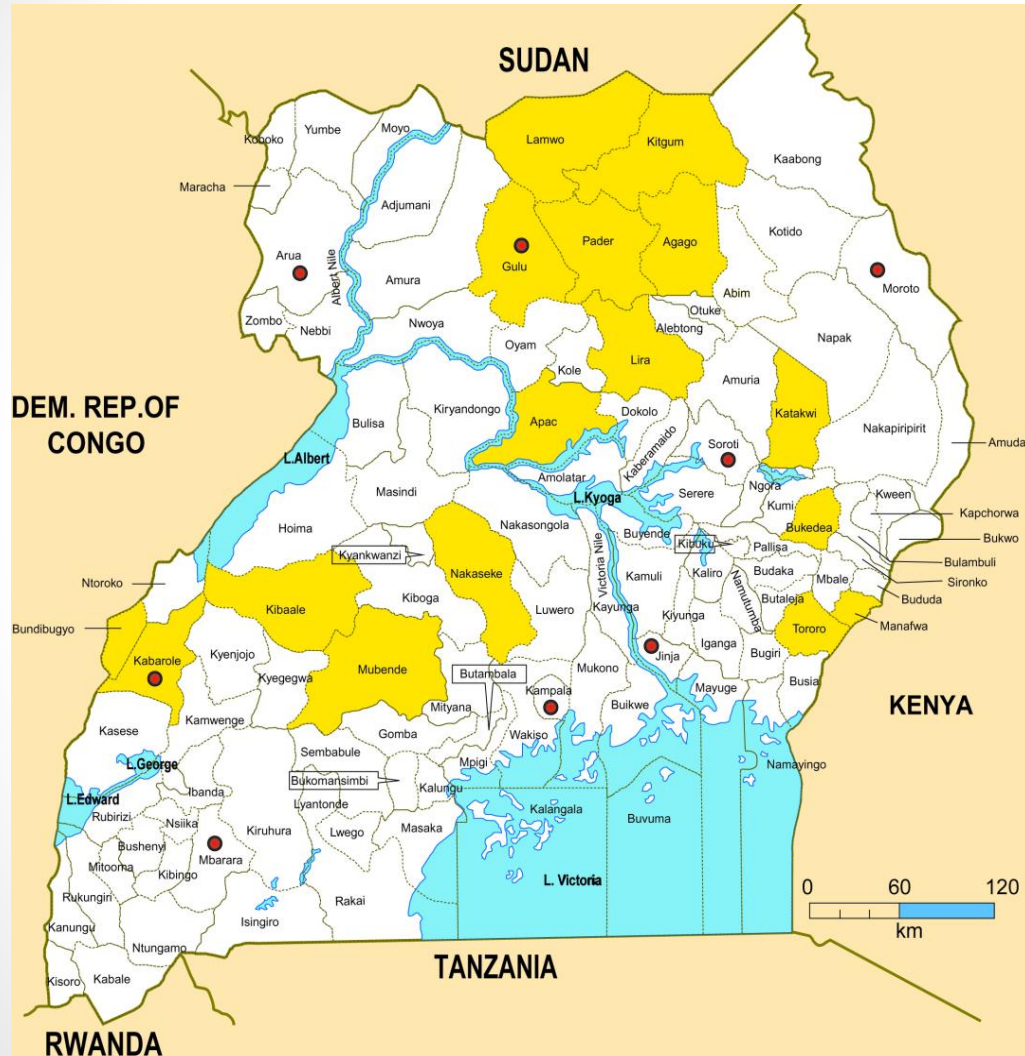 SUDAN
Koboko
Yumbe
Moyo
Lamwo
Kitgum
Kaabong
Maracha
Adjumani
Kotido
Arua
Albert Nile
Gulu
Pader
Agago
Moroto
Amura
Abim
Zombo
Nebbi
Nwoya
Otuke
Alebtong
Napak
Oyam
Kole
Lira
Amuria
DEM. REP.OF
CONGO
Bulisa
Kiryandongo
Apac
Dokolo
Kaberamaido
Katakwi
Nakapiripirit
Amuda
L.Albert
Soroti
Masindi
Amolatar
L.Kyoga
Serere
Ngora
Kumi
Kween
Kapchorwa
Hoima
Nakasongola
Buyende
Bukedea
Bukwo
Kyankwanzi
Nakaseke
Victoria Nile
Kibuku
Pallisa
Bulambuli
Ntoroko
Kibaale
Kiboga
Luwero
Kayunga
Kamuli
Kaliro
Namutumba
Budaka
Mbale
Sironko
Butaleja
Bududa
Bundibugyo
Kiyunga
Tororo
Manafwa
Kabarole
Kyenjojo
Kyegegwa
Mubende
Butambala
Mukono
Jinja
Iganga
Bugiri
Kampala
Mityana
Mayuge
Busia
Kasese
Kamwenge
Gomba
Wakiso
Buikwe
KENYA
L.George
Sembabule
Mpigi
Namayingo
Bukomansimbi
Kalungu
L.Edward
Ibanda
Lyantonde
Kalangala
Buvuma
Rubirizi
Nsiika
Kiruhura
Lwego
Masaka
Bushenyi
Mbarara
Mitooma
Kibingo
L. Victoria
0 60 120
km
Rukungiri
Isingiro
Rakai
Kanungu
Ntungamo
Kisoro
Kabale
TANZANIA
RWANDA